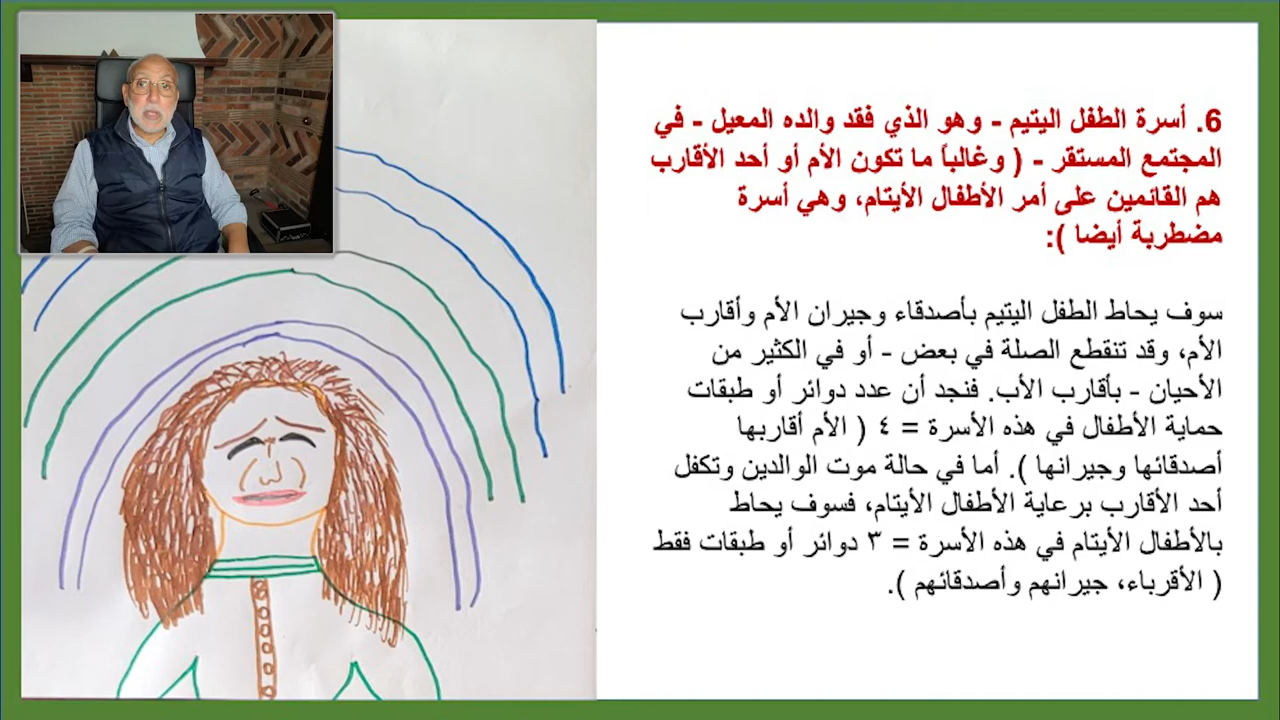 6. أسرة الطفل اليتيم - وهو الذي فقد والده المعيل - في
المجتمع المستقر - ( وغالباً ما تكون الأم أو أحد الأقارب
هم القائمين على أمر الأطفال الأيتام، وهي أسرة
مضطربة أيضا ):
سوف يحاط الطفل اليتيم بأصدقاء وجيران الأم وأقارب
الأم، وقد تنقطع الصلة في بعض - أو في الكثير من
الأحيان - بأقارب الأب. فنجد أن عدد دوائر أو طبقات
حماية الأطفال في هذه الأسرة = ٤ ( الأم أقاربها
أصدقائها وجيرانها ). أما في حالة موت الوالدين وتكفل
أحد الأقارب برعاية الأطفال الأيتام، فسوف يحاط
بالأطفال الأيتام في هذه الأسرة = ٣ دوائر أو طبقات فقط
( الأقرباء، جيرانهم وأصدقائهم ).